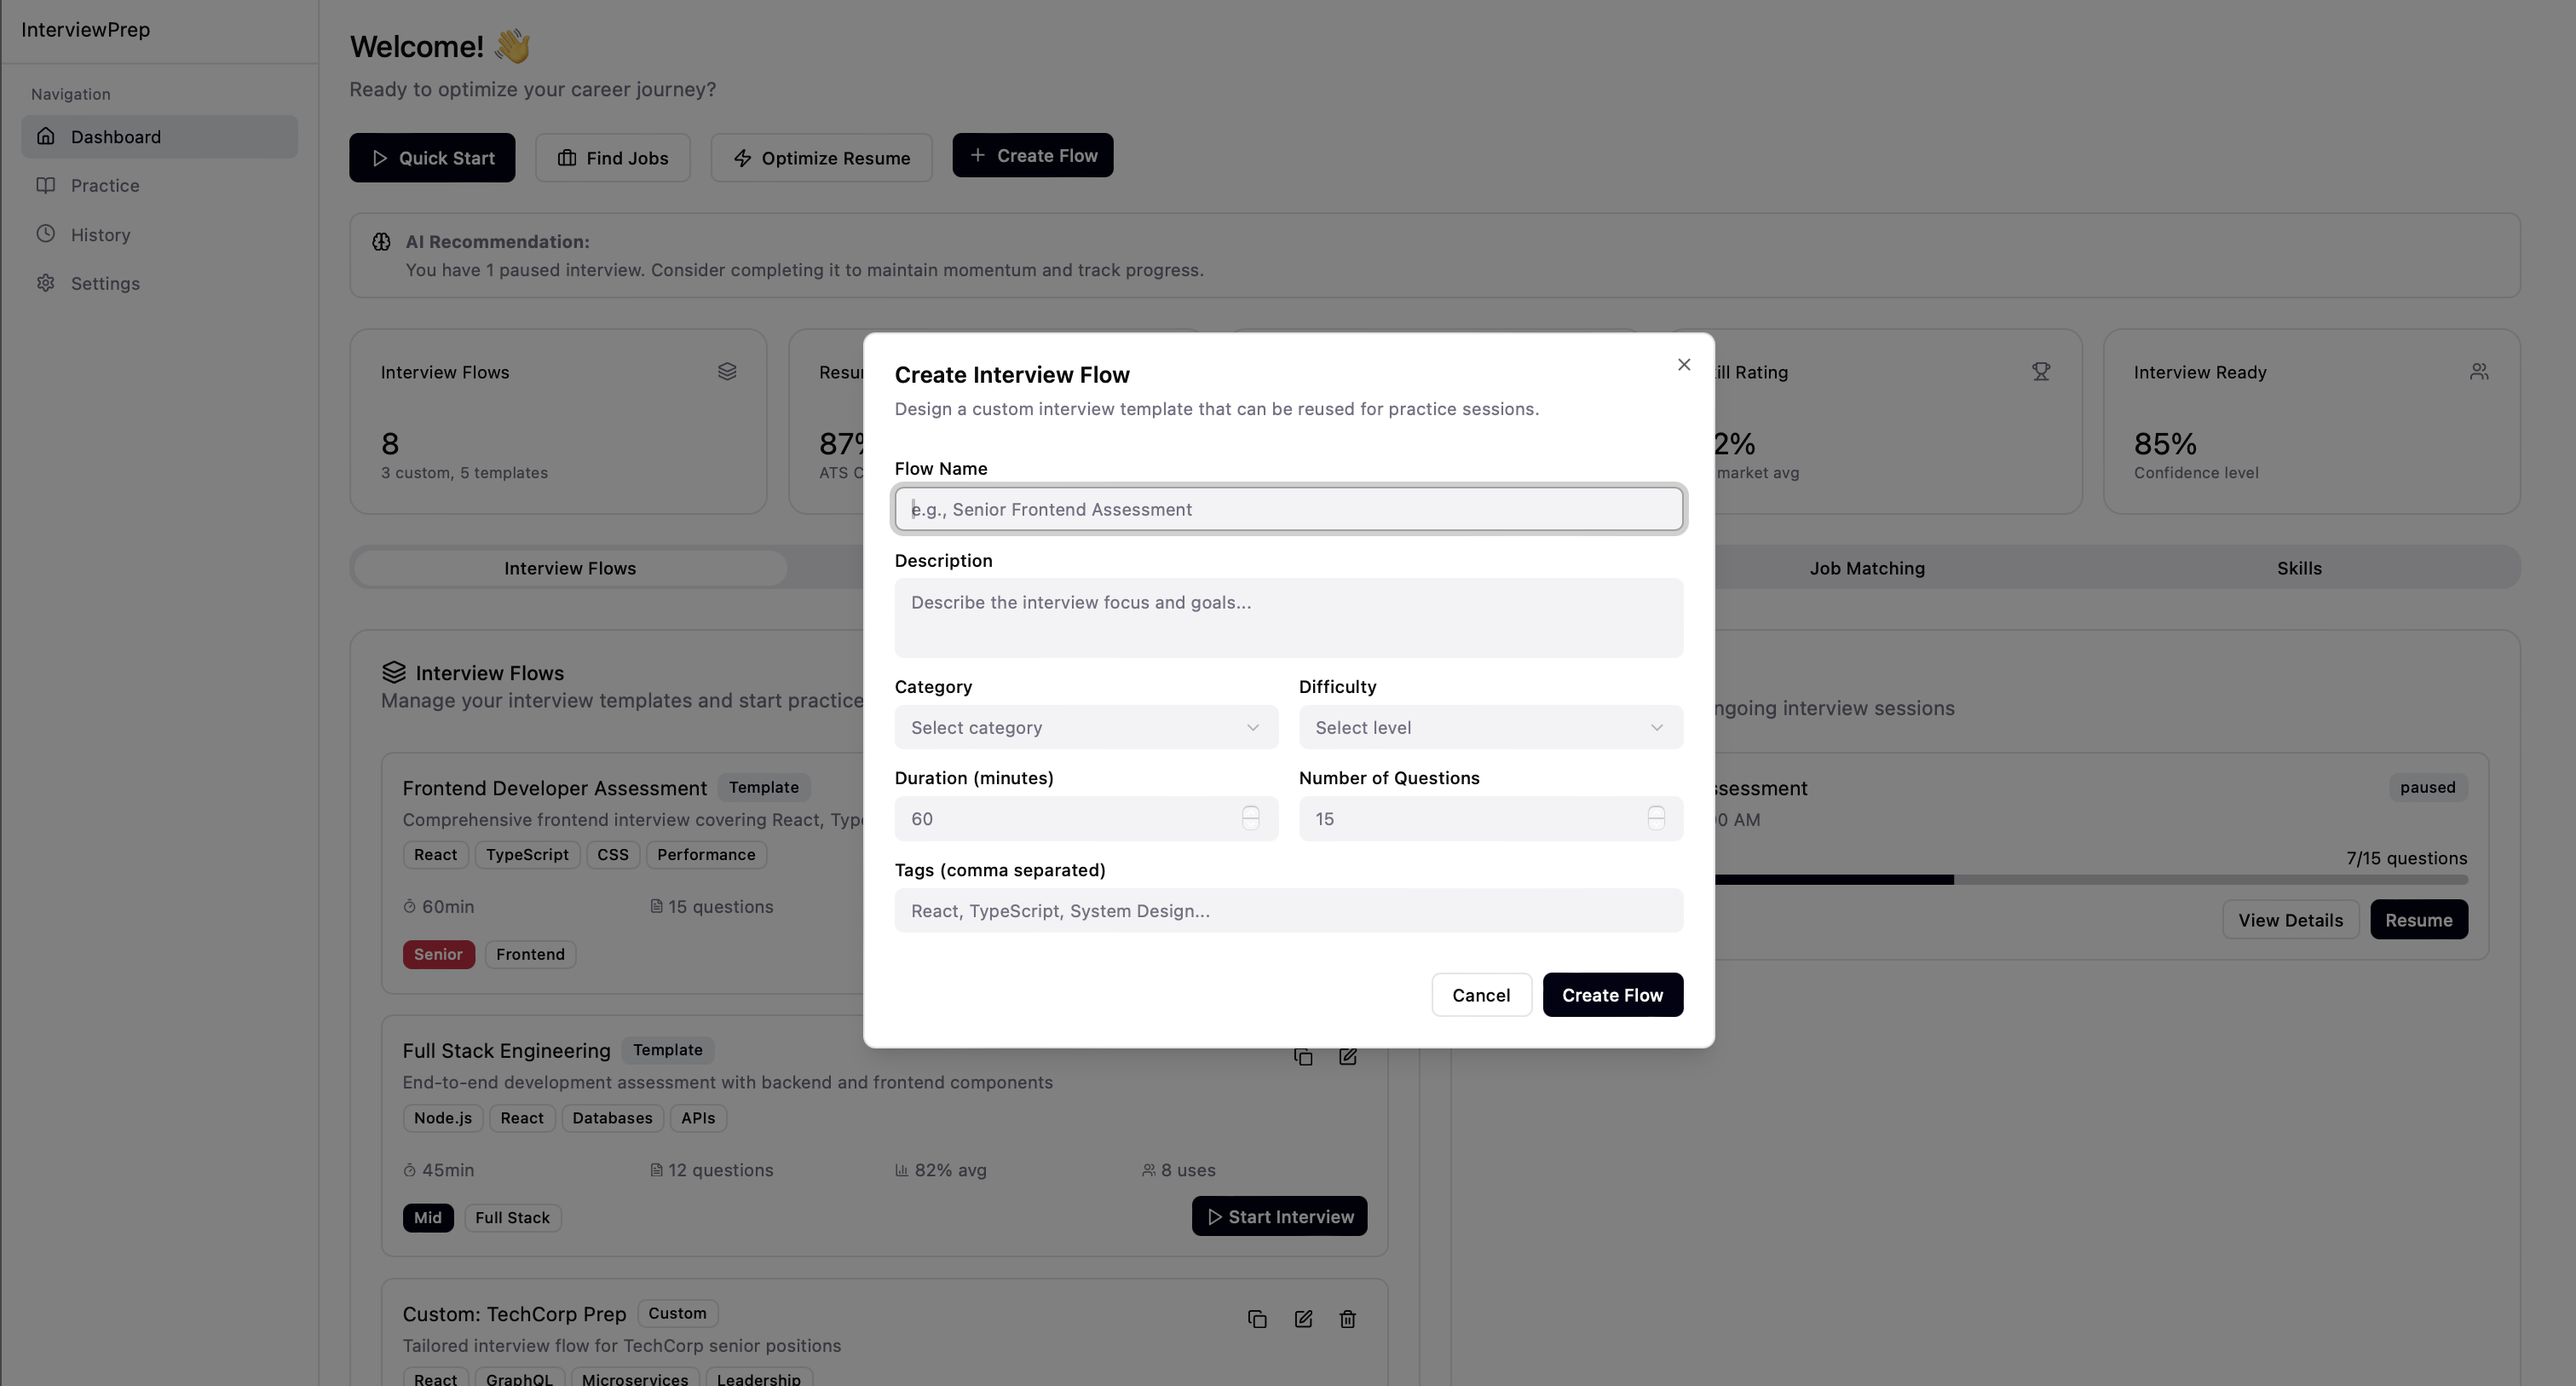 InterviewPrep
Navigation
Dashboard
Practice
History
Settings
Welcome! 👋
Ready to optimize your career journey?
Quick Start
Find Jobs
Optimize Resume
Create Flow
AI Recommendation:
You have 1 paused interview. Consider completing it to maintain momentum and track progress.
Interview Flows
8
3 custom, 5 templates
87%
ATS
Rating
2%
market avg
Interview Ready
85%
Confidence level
Interview Flows
Job Matching
Skills
Interview Flows
Manage your interview templates and start practice
Frontend Developer Assessment
Template
Comprehensive frontend interview covering React,
React
TypeScript
CSS
Performance
60min
15 questions
Senior
Frontend
Full Stack Engineering
Template
End-to-end development assessment with backend and frontend components
Node.js
React
Databases
APIs
45min
12 questions
82% avg
8 uses
Mid
Full Stack
Start Interview
Custom: TechCorp Prep
Custom
Tailored interview flow for TechCorp senior positions
React
GraphQL
Microservices
Leadership
interview sessions
paused
AM
7/15 questions
View Details
Resume
Create Interview Flow
Design a custom interview template that can be reused for practice sessions.
Flow Name
e.g., Senior Frontend Assessment
Description
Describe the interview focus and goals...
Category
Select category
Difficulty
Select level
Duration (minutes)
60
Number of Questions
15
Tags (comma separated)
React, TypeScript, System Design...
Cancel
Create Flow